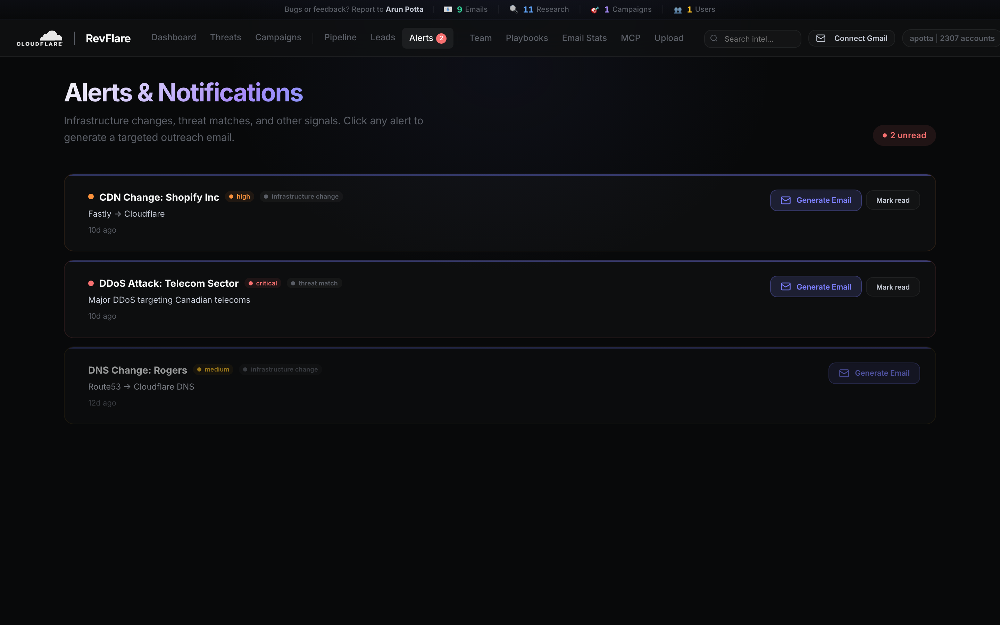 Bugs or feedback? Report to Arun Potta 9 Emails 11 Research 1 Campaigns 1 Users
CLOUDFLARE RevFlare Dashboard Threats Campaigns Pipeline Leads Alerts 2 Team Playbooks Email Stats MCP Upload Search intel... Connect Gmail apotta | 2307 accounts
Alerts & Notifications
Infrastructure changes, threat matches, and other signals. Click any alert to
generate a targeted outreach email.
2 unread
CDN Change: Shopify Inc high infrastructure change Generate Email Mark read
Fastly → Cloudflare
10d ago
DDoS Attack: Telecom Sector critical threat match Generate Email Mark read
Major DDoS targeting Canadian telecoms
10d ago
DNS Change: Rogers medium infrastructure change Generate Email
Route53 → Cloudflare DNS
12d ago